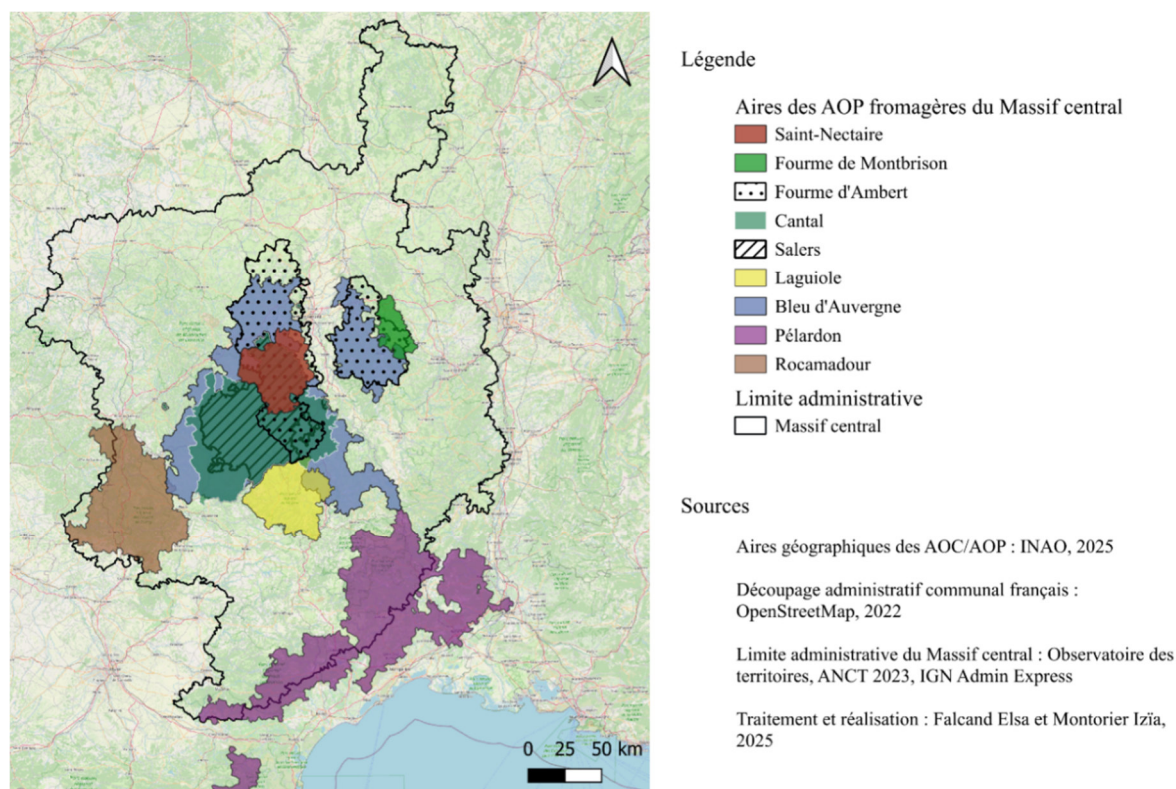 Légende
Aires des AOP fromagères du Massif central
Saint-Nectaire
Fourme de Montbrison
Fourme d'Ambert
Cantal
Salers
Laguiole
Bleu d'Auvergne
Pélardon
Rocamadour
Limite administrative
Massif central
Sources
Aires géographiques des AOC/AOP : INAO, 2025
Découpage administratif communal français :
OpenStreetMap, 2022
Limite administrative du Massif central : Observatoire des
territoires, ANCT 2023, IGN Admin Express
Traitement et réalisation : Falcand Elsa et Montorier Izïa,
2025
0 25 50 km